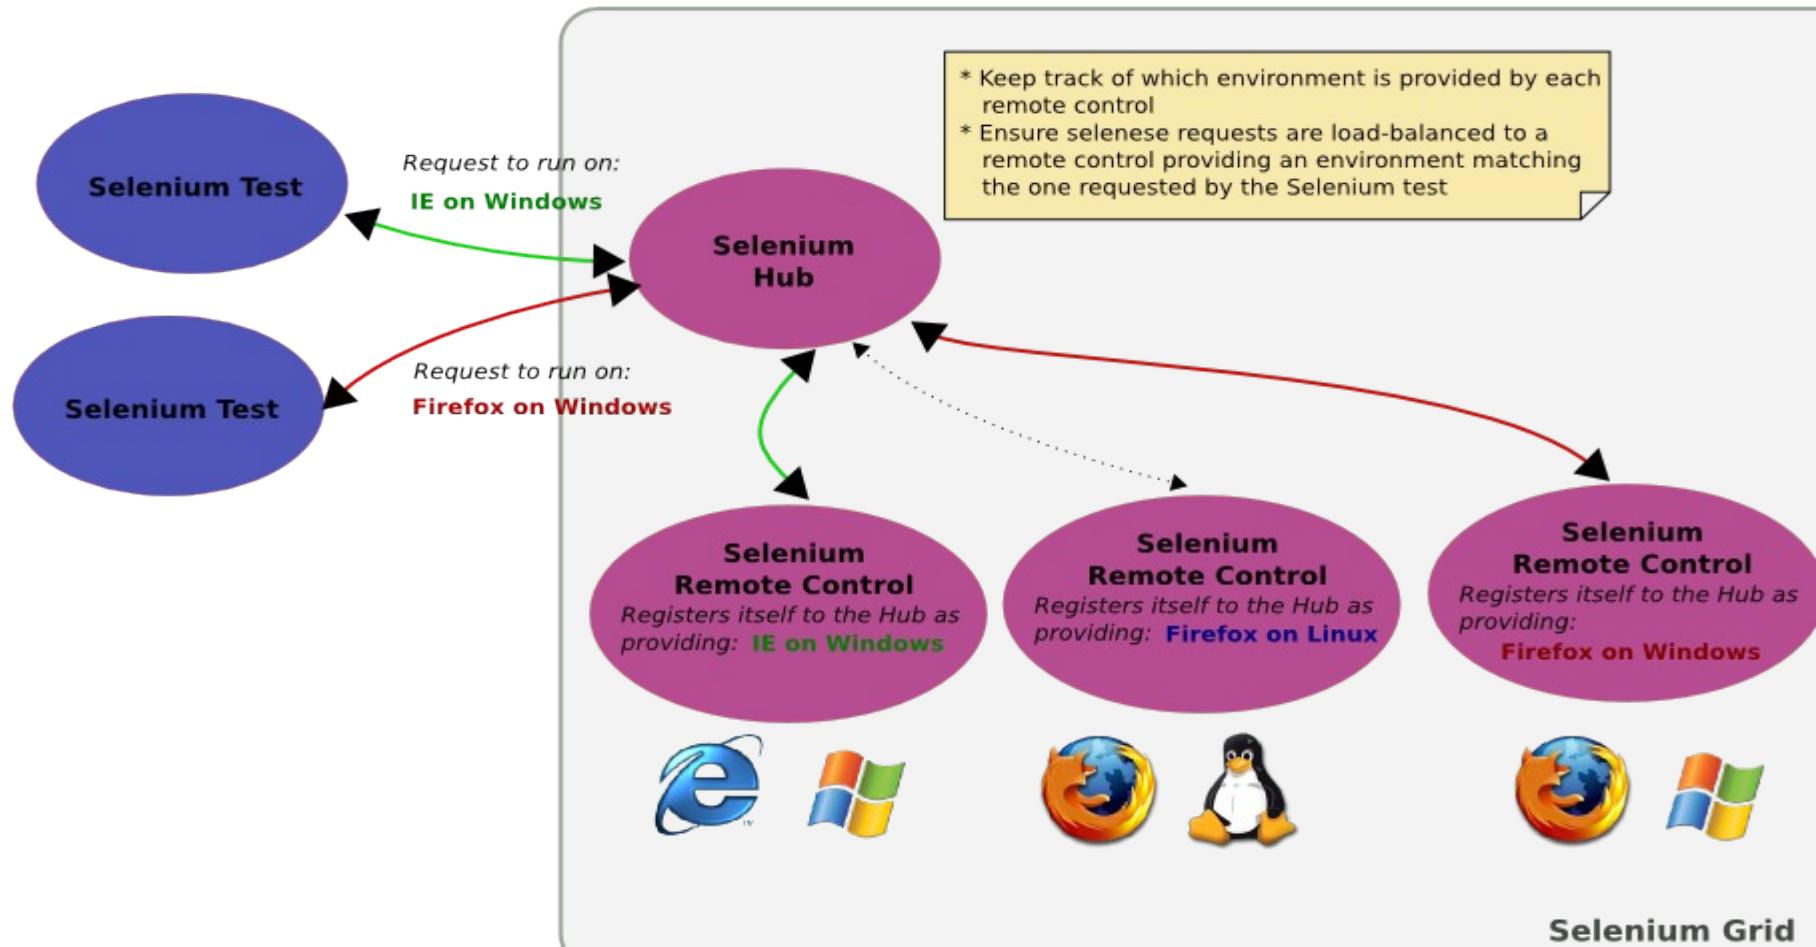 * Keep track of which environment is provided by each
remote control
* Ensure selenese requests are load-balanced to a
remote control providing an environment matching
the one requested by the Selenium test
Selenium Test
Request to run on:
IE on Windows
Selenium
Hub
Selenium Test
Request to run on:
Firefox on Windows
Selenium
Remote Control
Registers itself to the Hub as
providing: IE on Windows
Selenium
Remote Control
Registers itself to the Hub as
providing: Firefox on Linux
Selenium
Remote Control
Registers itself to the Hub as
providing:
Firefox on Windows
Selenium Grid